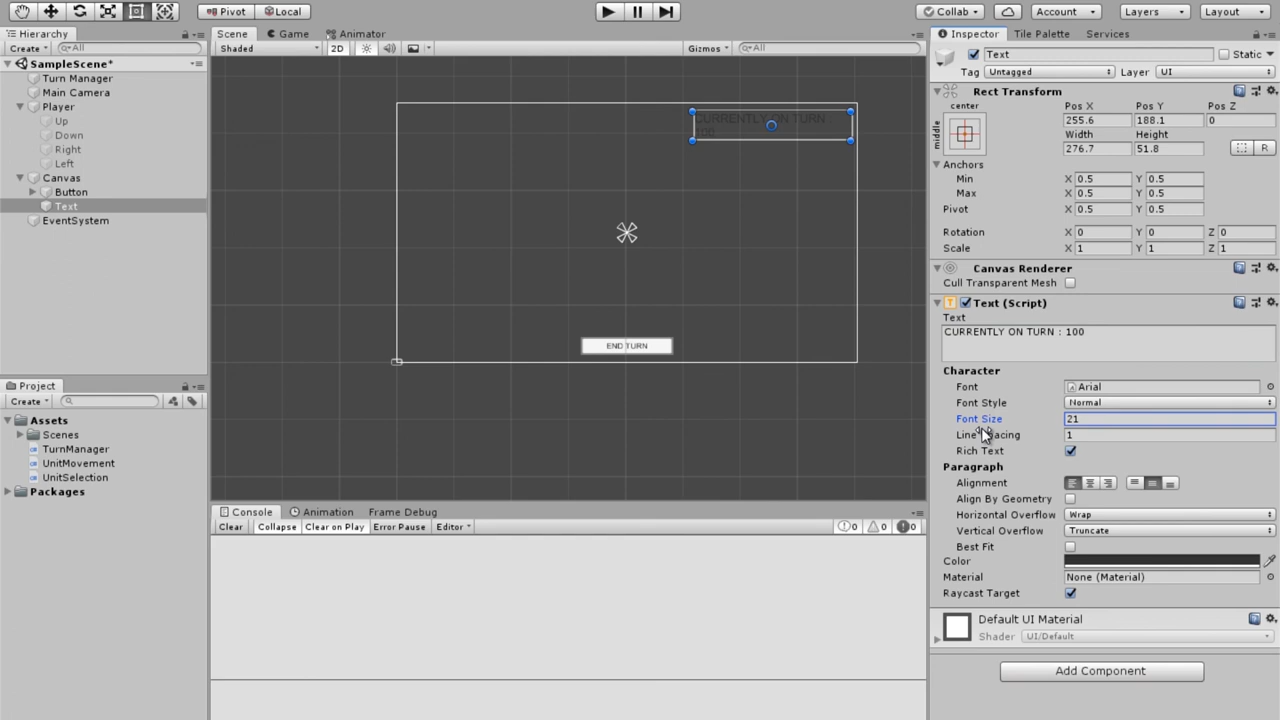 Pivot Local Collab Account Layers Layout
Hierarchy
Create All
SampleScene*
Turn Manager
Main Camera
Player
Up
Down
Right
Left
Canvas
Button
Text
EventSystem
Project
Create
Assets
Scenes
TurnManager
UnitMovement
UnitSelection
Packages
Scene Game Animator
Shaded 2D Gizmos All
CURRENTLY ON TURN :
100
END TURN
Console Animation Frame Debug
Clear Collapse Clear on Play Error Pause Editor 0 0 0
Inspector Tile Palette Services
Text Static
Tag Untagged Layer UI
Rect Transform
center Pos X Pos Y Pos Z
middle 255.6 188.1 0
Width Height
276.7 51.8 R
Anchors
Min X 0.5 Y 0.5
Max X 0.5 Y 0.5
Pivot X 0.5 Y 0.5
Rotation X 0 Y 0 Z 0
Scale X 1 Y 1 Z 1
Canvas Renderer
Cull Transparent Mesh
T Text (Script)
Text
CURRENTLY ON TURN : 100
Character
Font Arial
Font Style Normal
Font Size 21
Line Spacing 1
Rich Text
Paragraph
Alignment
Align By Geometry
Horizontal Overflow Wrap
Vertical Overflow Truncate
Best Fit
Color
Material None (Material)
Raycast Target
Default UI Material
Shader UI/Default
Add Component